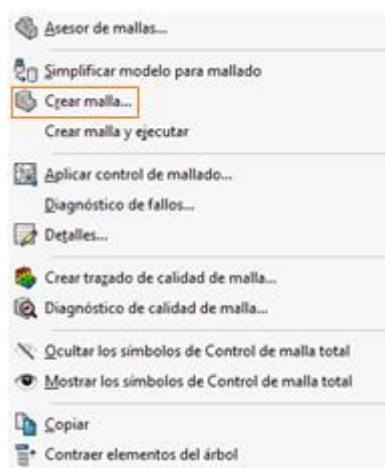 Asesor de mallas...
Simplificar modelo para mallado
Crear malla...
Crear malla y ejecutar
Aplicar control de mallado...
Diagnóstico de fallos...
Detalles...
Crear trazado de calidad de malla...
Diagnóstico de calidad de malla...
Ocultar los símbolos de Control de malla total
Mostrar los símbolos de Control de malla total
Copiar
Contraer elementos del árbol